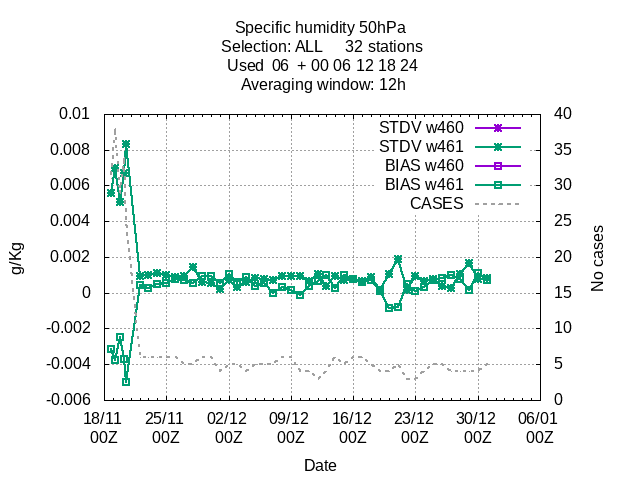 Specific humidity 50hPa
Selection: ALL 32 stations
Used 06 + 00 06 12 18 24
Averaging window: 12h
0.01
0.008
0.006
0.004
0.002
0
-0.002
-0.004
-0.006
g/Kg
STDV w460
STDV w461
BIAS w460
BIAS w461
CASES
40
35
30
25
20
15
10
5
0
No cases
18/11 25/11 02/12 09/12 16/12 23/12 30/12 06/01
00Z 00Z 00Z 00Z 00Z 00Z 00Z 00Z
Date